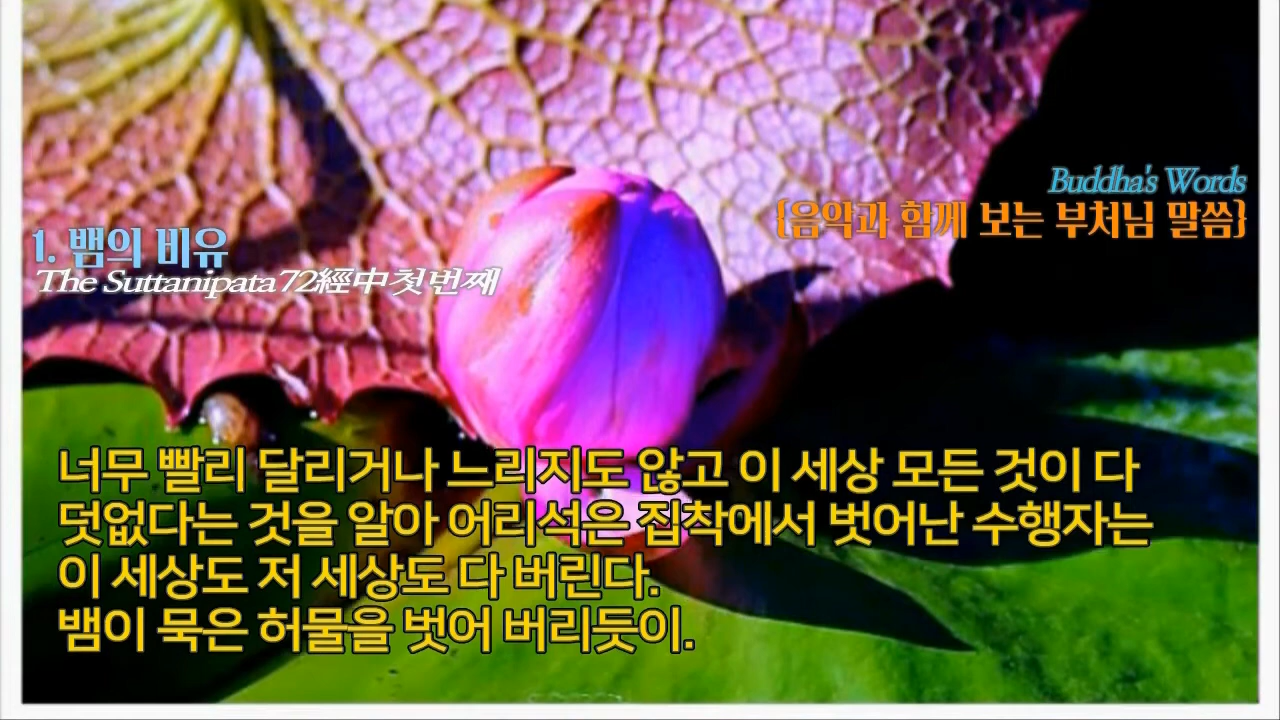 Buddha's Words
{음악과 함께 보는 부처님 말씀}
1. 뱀의 비유
The Suttanipata 72經中 첫 번째
너무 빨리 달리거나 느리지도 않고 이 세상 모든 것이 다
덧없다는 것을 알아 어리석은 집착에서 벗어난 수행자는
이 세상도 저 세상도 다 버린다.
뱀이 묵은 허물을 벗어 버리듯이.